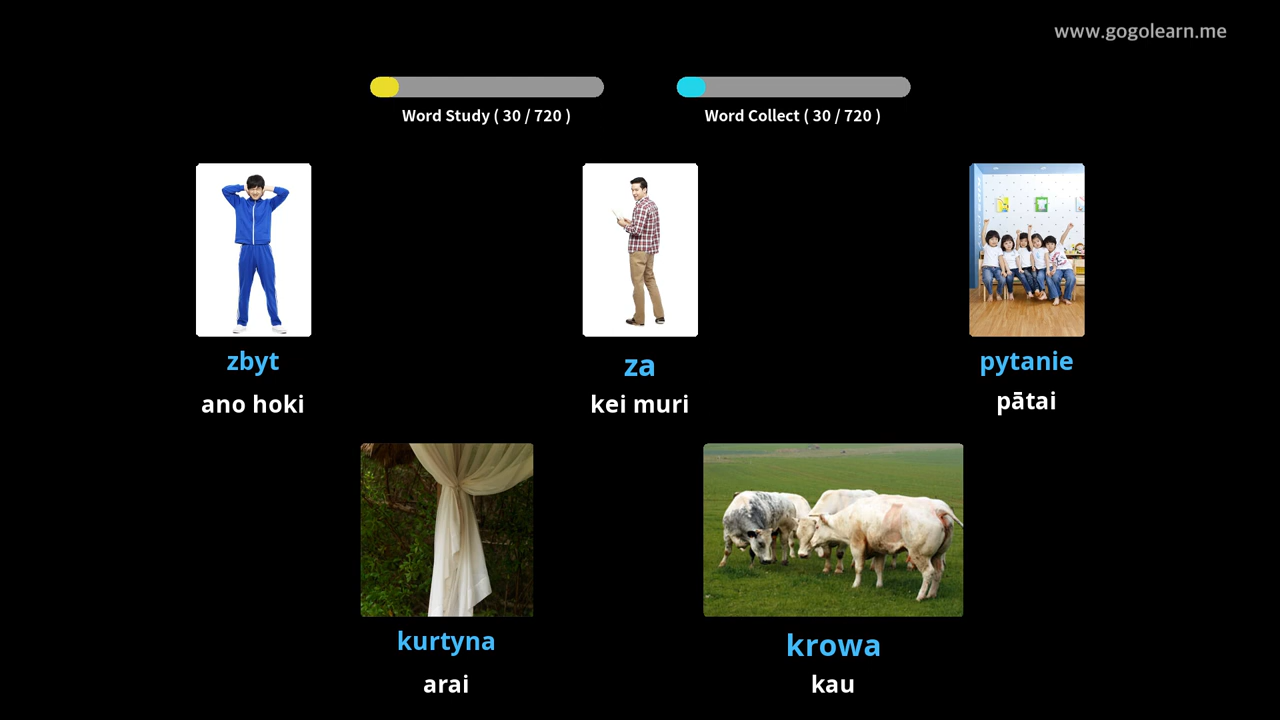 www.gogolearn.me
Word Study ( 30 / 720 )
Word Collect ( 30 / 720 )
zbyt
ano hoki
za
kei muri
pytanie
pātai
kurtyna
arai
krowa
kau